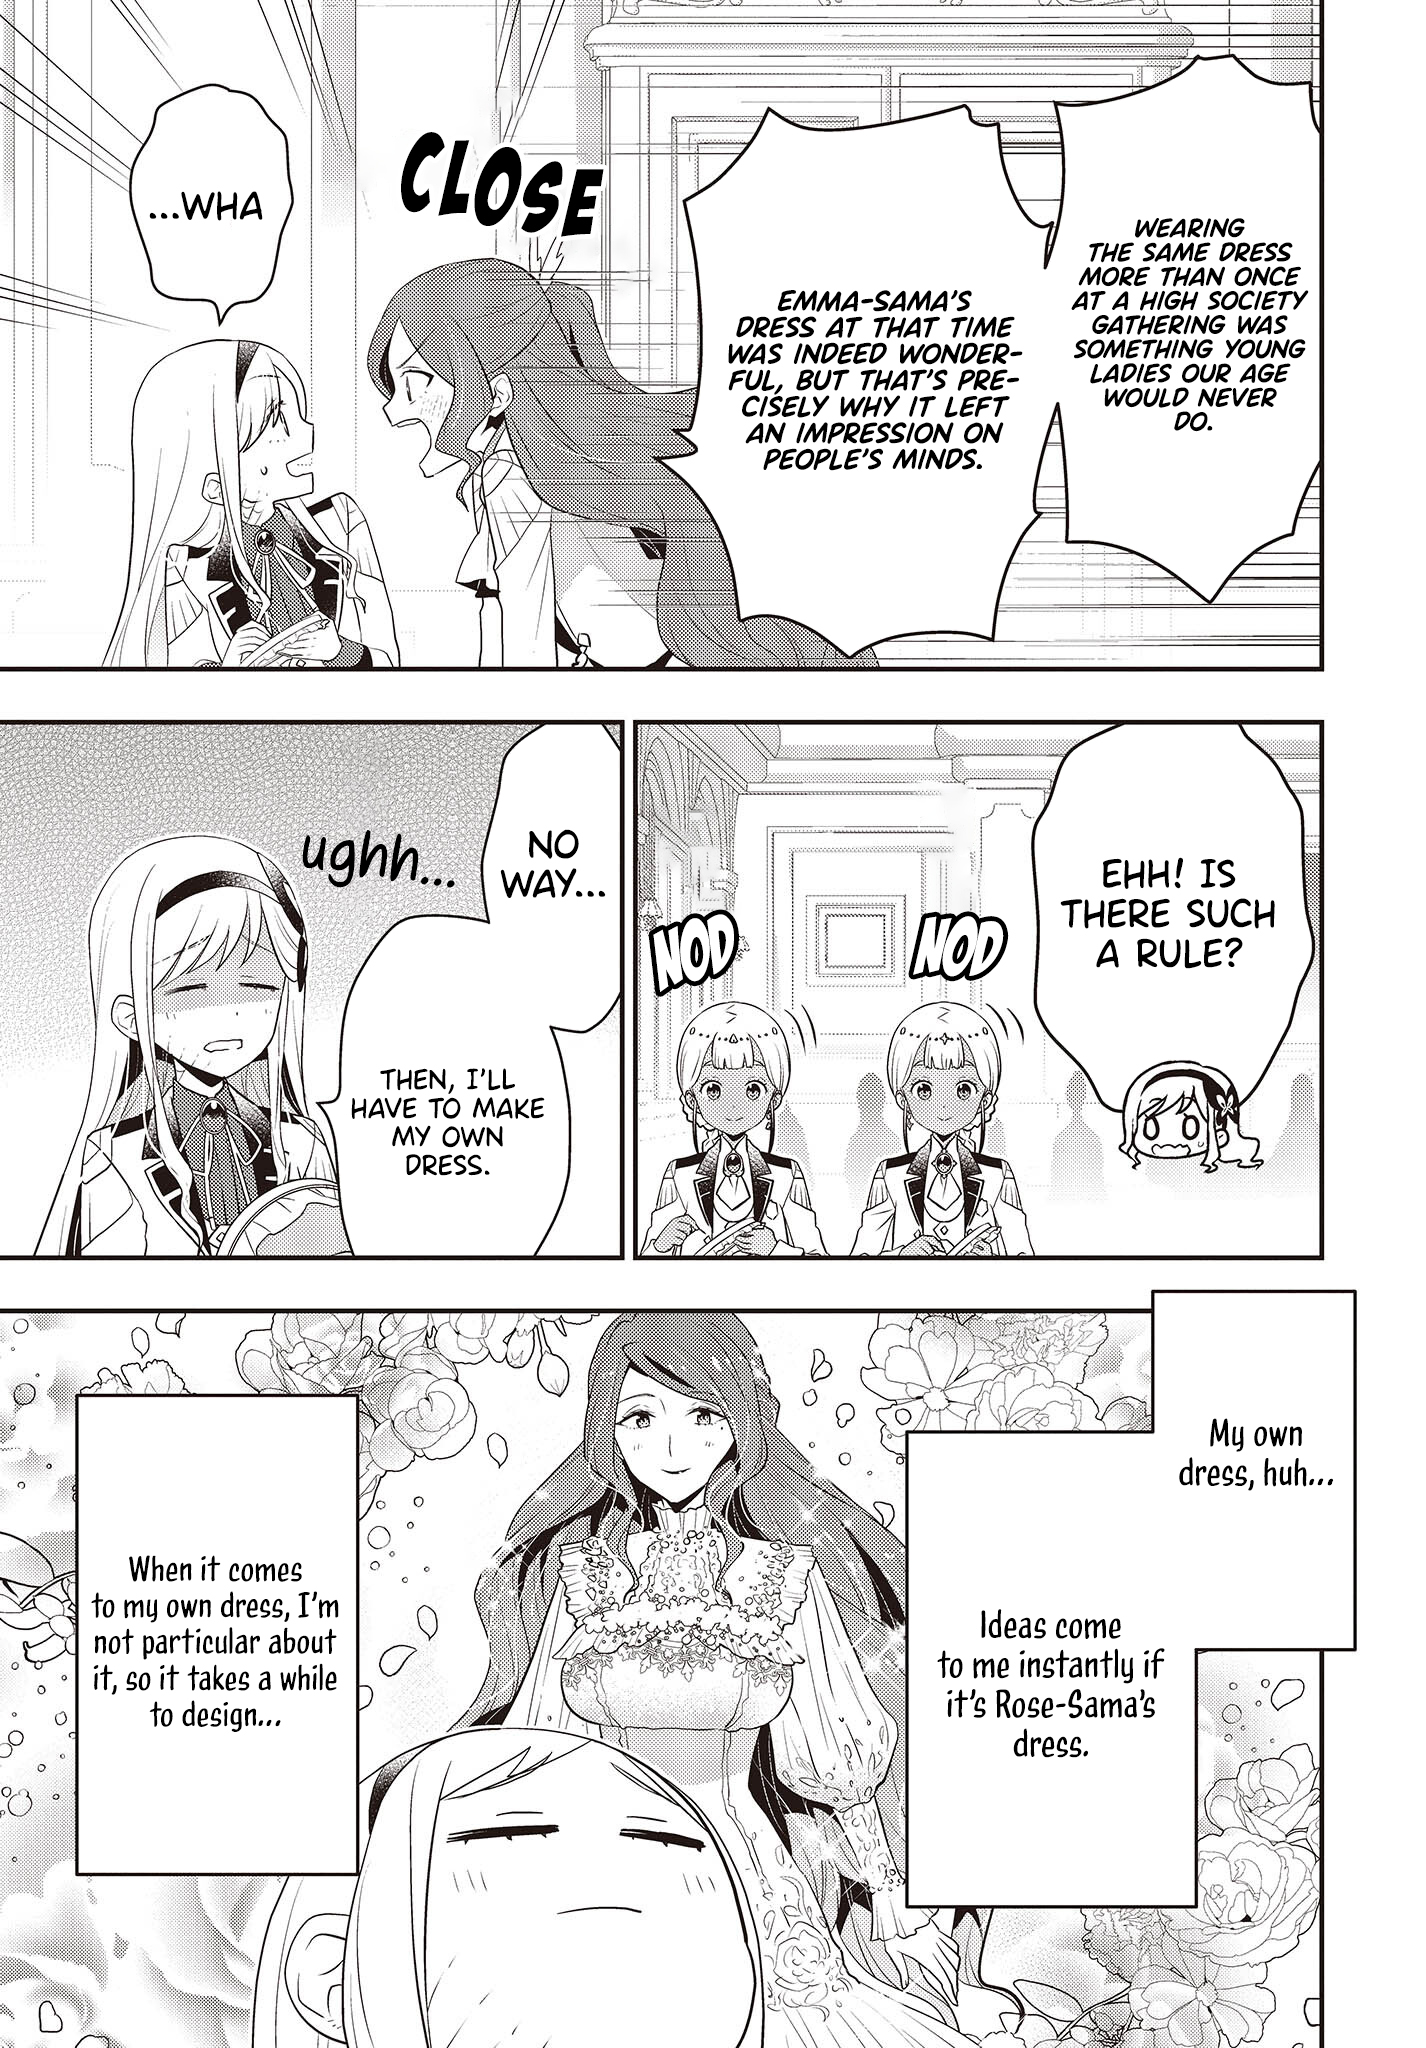 WEARING
THE SAME DRESS
MORE THAN ONCE
AT A HIGH SOCIETY
GATHERING WAS
SOMETHING YOUNG
LADIES OUR AGE
WOULD NEVER
DO.
EMMA-SAMA'S
DRESS AT THAT TIME
WAS INDEED WONDER-
FUL, BUT THAT'S PRE-
CISELY WHY IT LEFT
AN IMPRESSION ON
PEOPLE'S MINDS.
CLOSE
...WHA
EHH! IS
THERE SUCH
A RULE?
NOD
NOD
NO
WAY...
ughh...
THEN, I'LL
HAVE TO MAKE
MY OWN
DRESS.
My own
dress, huh...
Ideas come
to me instantly if
it's Rose-Sama's
dress.
When it comes
to my own dress, I'm
not particular about
it, so it takes a while
to design...